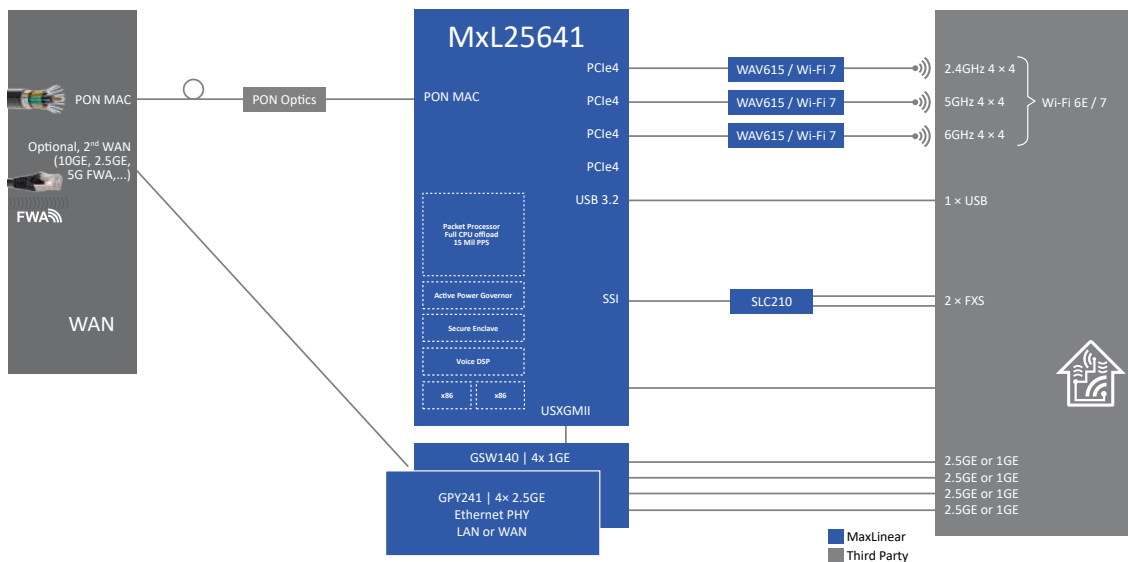 MxL25641
PON MAC
PON Optics
PON MAC
Optional, 2nd WAN
(10GE, 2.5GE,
5G FWA,...)
FWA
WAN
PCIe4
PCIe4
PCIe4
PCIe4
USB 3.2
SSI
USXGMII
Packet Processor
Full CPU offload
15 Mil PPS
Active Power Governor
Secure Enclave
Voice DSP
x86
x86
WAV615 / Wi-Fi 7
WAV615 / Wi-Fi 7
WAV615 / Wi-Fi 7
SLC210
2.4GHz 4 × 4
5GHz 4 × 4
6GHz 4 × 4
Wi-Fi 6E / 7
1 × USB
2 × FXS
GSW140 | 4x 1GE
GPY241 | 4× 2.5GE
Ethernet PHY
LAN or WAN
2.5GE or 1GE
2.5GE or 1GE
2.5GE or 1GE
2.5GE or 1GE
MaxLinear
Third Party